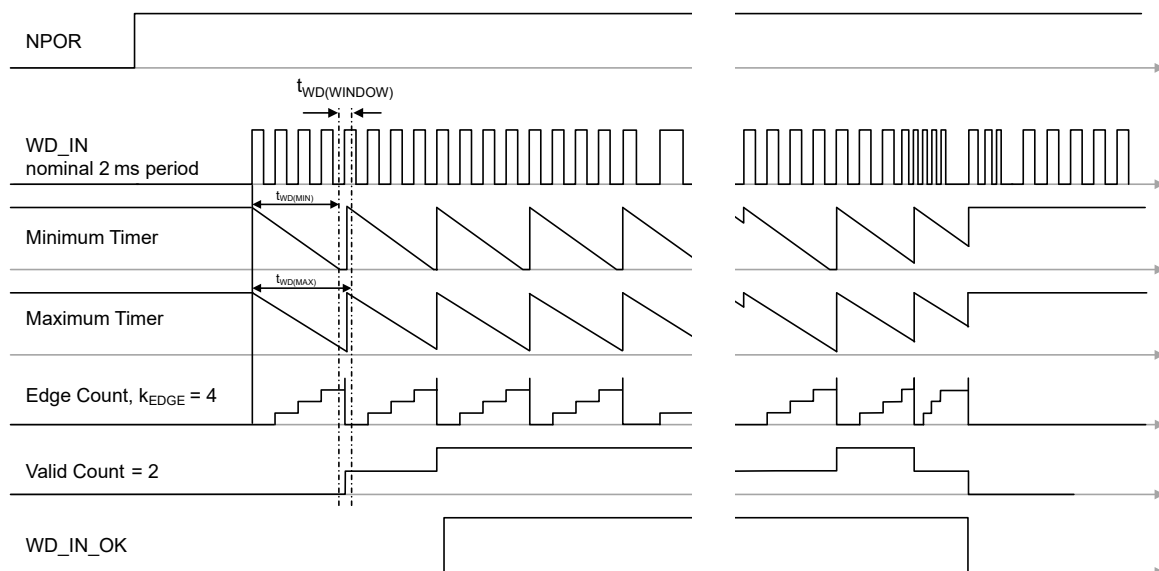 NPOR
tWD(WINDOW)
WD_IN
nominal 2 ms period
tWD(MIN)
Minimum Timer
tWD(MAX)
Maximum Timer
Edge Count, kEDGE = 4
Valid Count = 2
WD_IN_OK